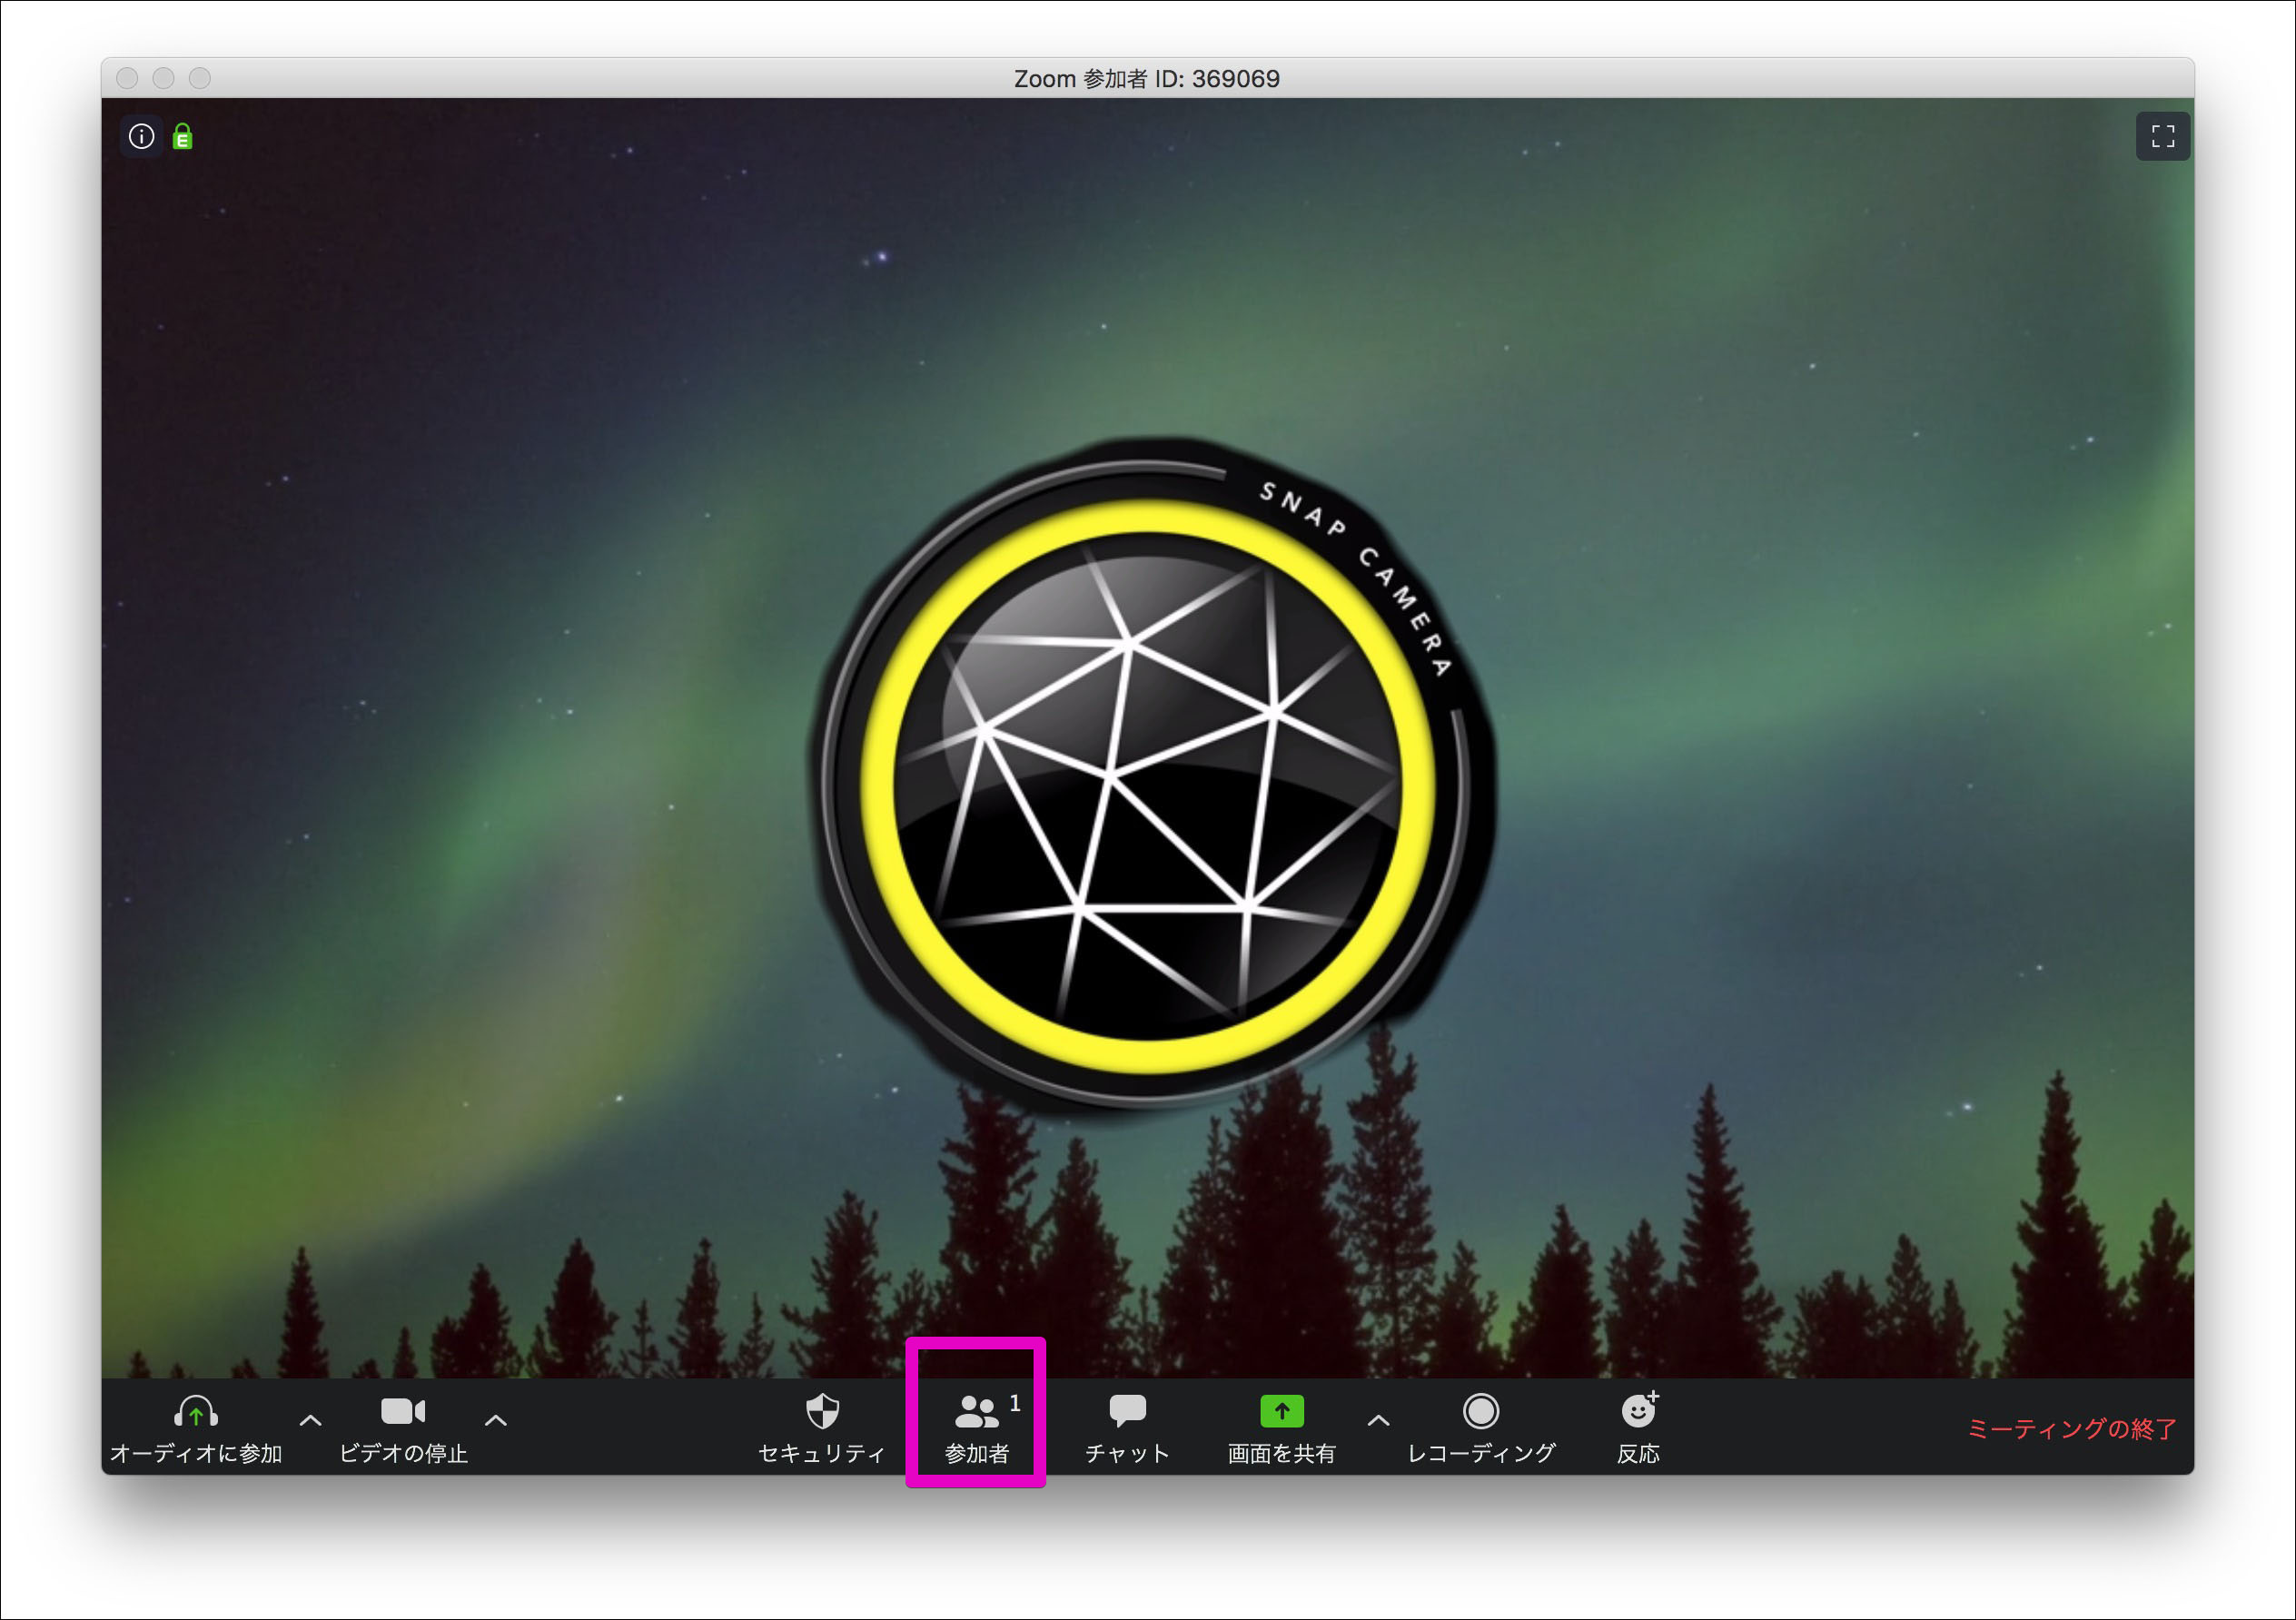 Zoom 参加者 ID: 369069
SNAP CAMERA
1
オーディオに参加
ビデオの停止
セキュリティ
参加者
チャット
画面を共有
レコーディング
反応
ミーティングの終了